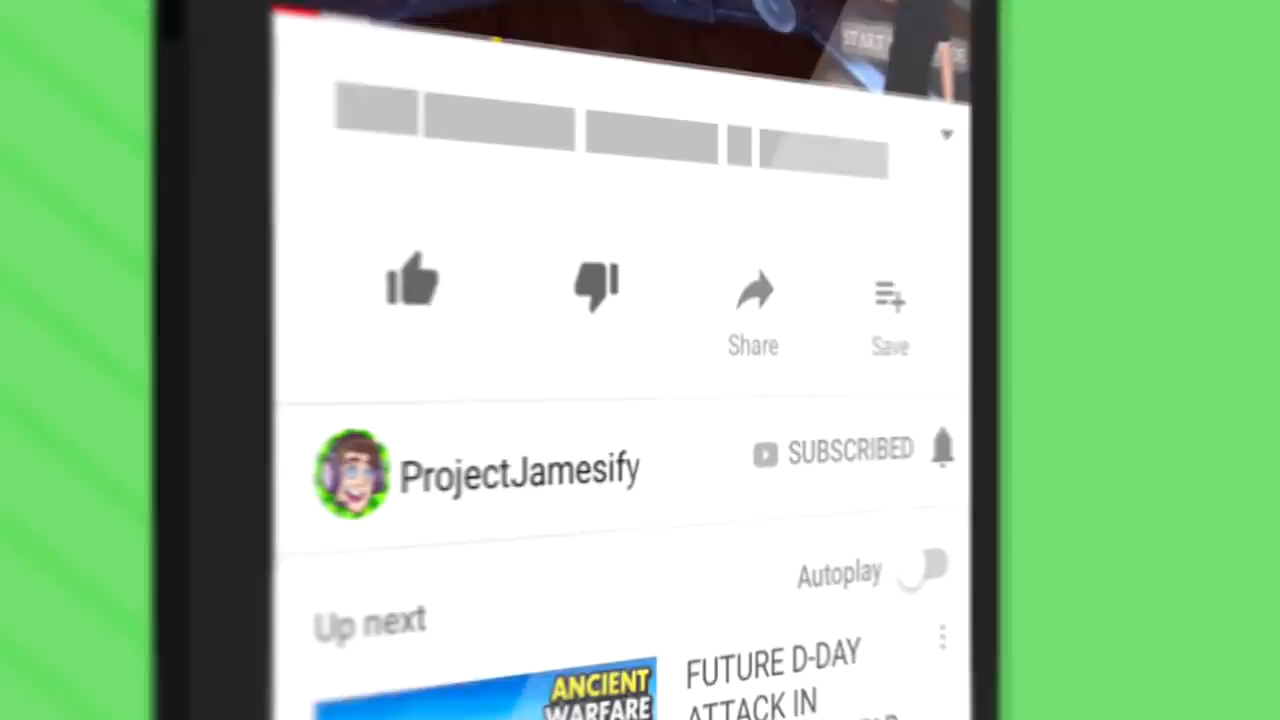 Share
Save
ProjectJamesify
SUBSCRIBED
Autoplay
Up next
ANCIENT
WARFARE
FUTURE D-DAY
ATTACK IN